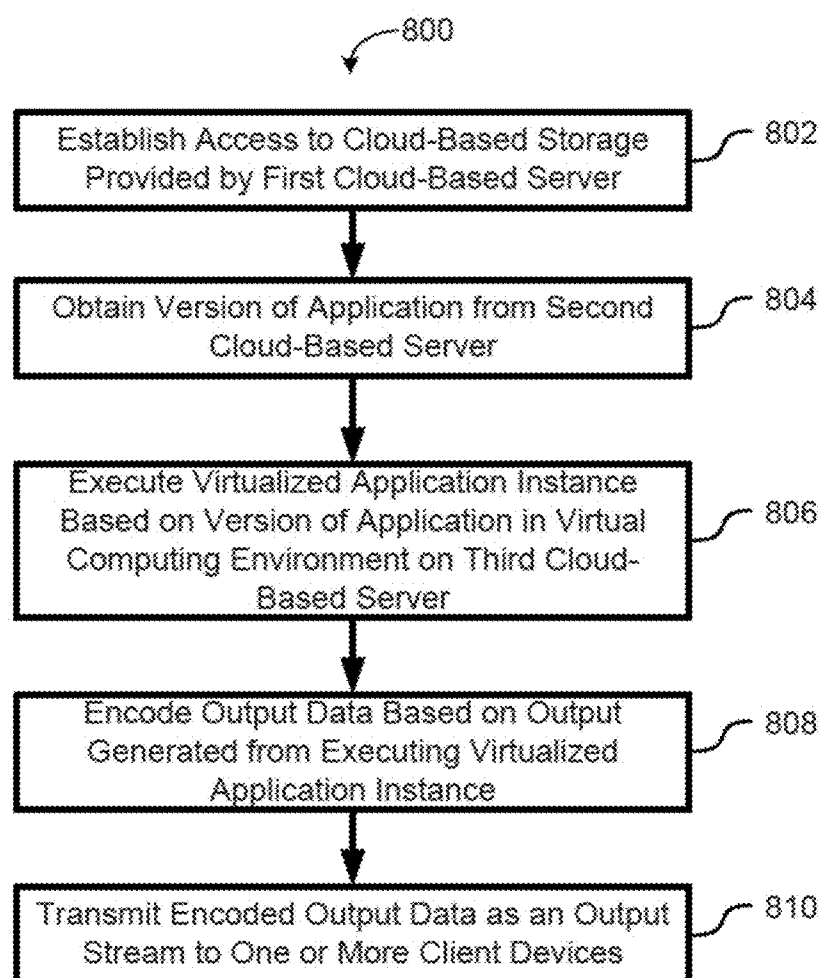 800
Establish Access to Cloud-Based Storage
Provided by First Cloud-Based Server
802
Obtain Version of Application from Second
Cloud-Based Server
804
Execute Virtualized Application Instance
Based on Version of Application in Virtual
Computing Environment on Third Cloud-
Based Server
806
Encode Output Data Based on Output
Generated from Executing Virtualized
Application Instance
808
Transmit Encoded Output Data as an Output
Stream to One or More Client Devices
810